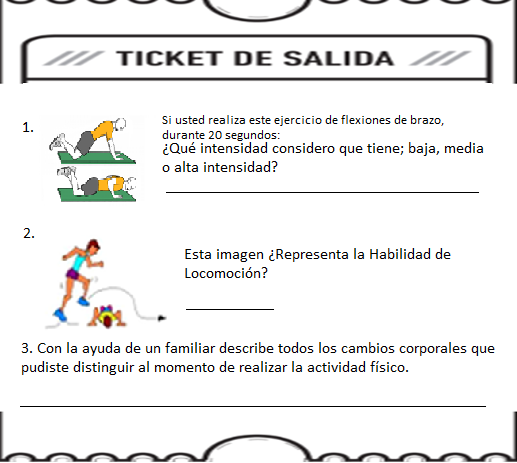 TICKET DE SALIDA
1.
Si usted realiza este ejercicio de flexiones de brazo,
durante 20 segundos:
¿Qué intensidad considero que tiene; baja, media
o alta intensidad?
2.
Esta imagen ¿Representa la Habilidad de
Locomoción?
3. Con la ayuda de un familiar describe todos los cambios corporales que
pudiste distinguir al momento de realizar la actividad físico.